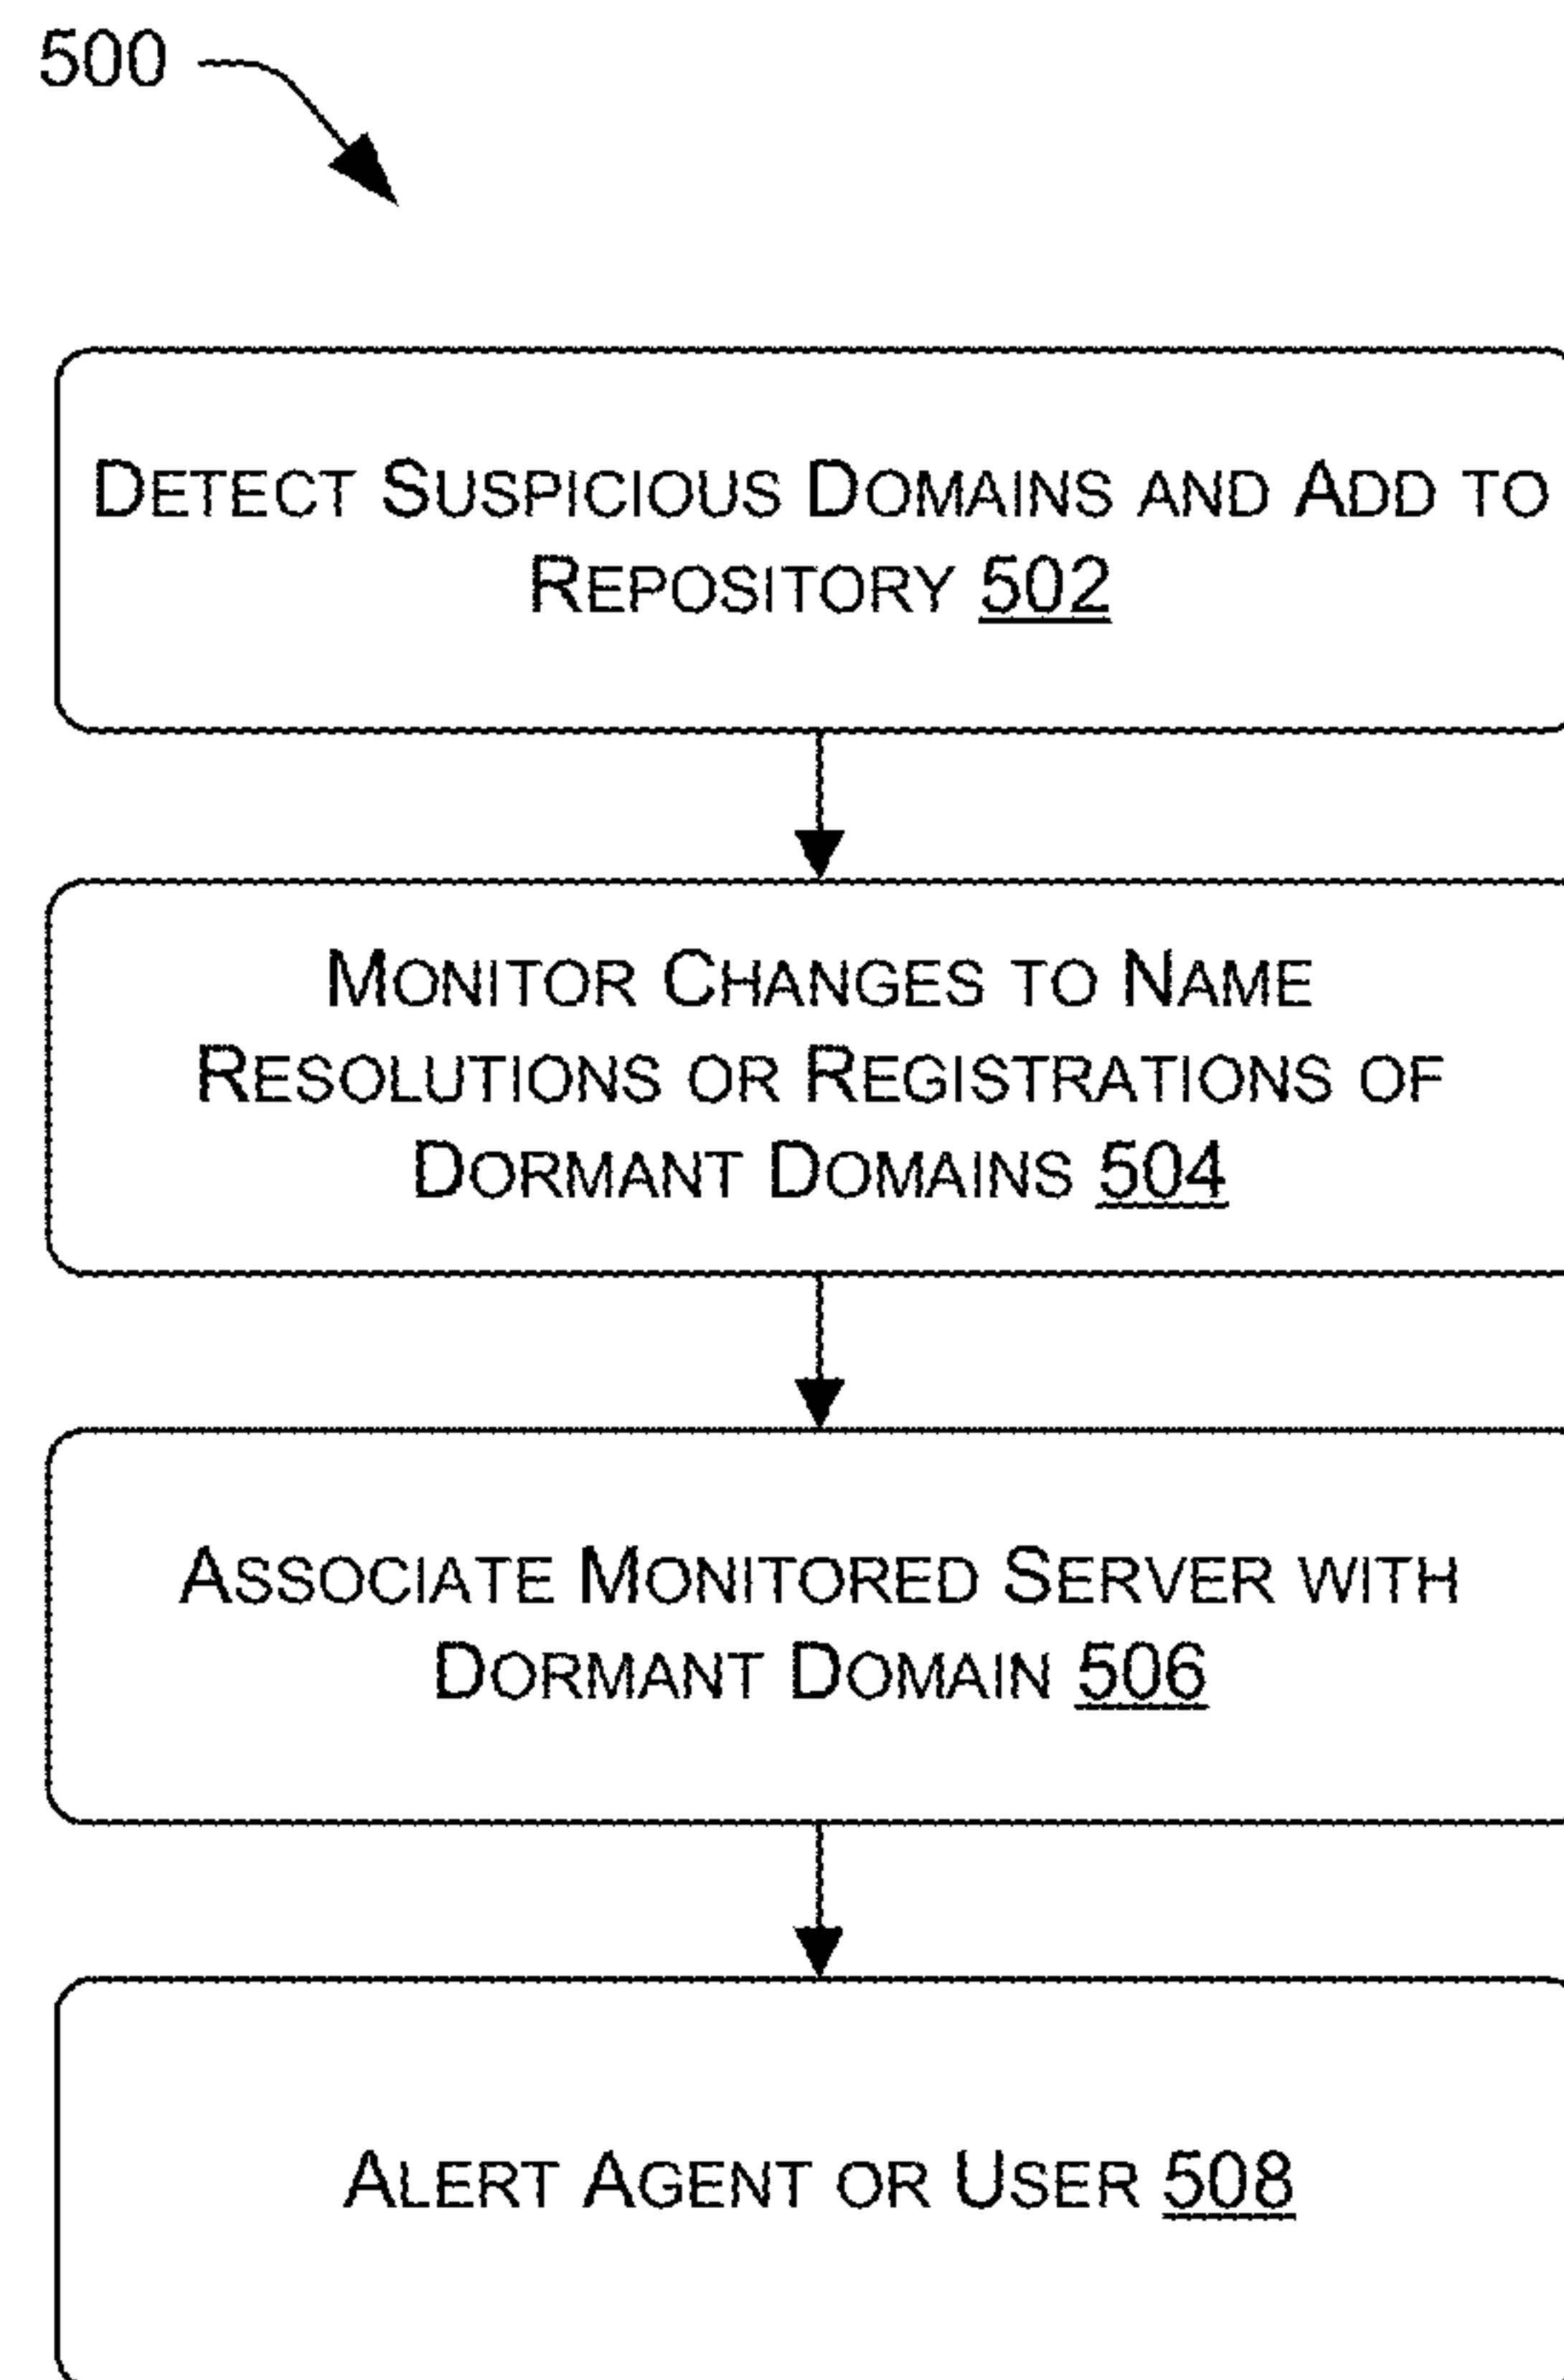 500
DETECT SUSPICIOUS DOMAINS AND ADD TO
REPOSITORY 502
MONITOR CHANGES TO NAME
RESOLUTIONS OR REGISTRATIONS OF
DORMANT DOMAINS 504
ASSOCIATE MONITORED SERVER WITH
DORMANT DOMAIN 506
ALERT AGENT OR USER 508